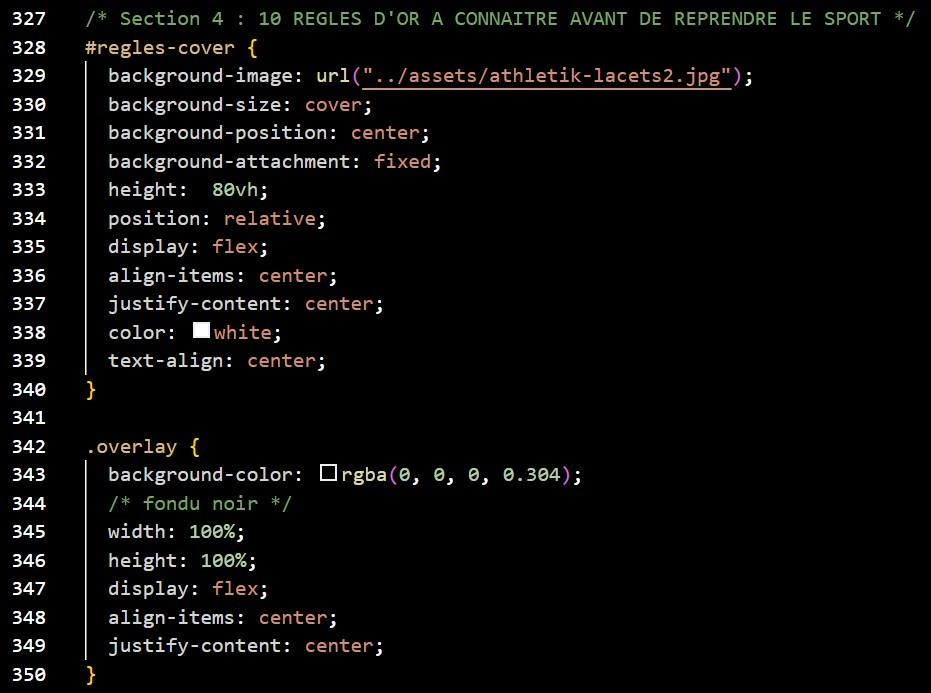 327 /* Section 4 : 10 REGLES D'OR A CONNAITRE AVANT DE REPRENDRE LE SPORT */
328 #regles-cover {
329 background-image: url("../assets/athletik-lacets2.jpg");
330 background-size: cover;
331 background-position: center;
332 background-attachment: fixed;
333 height:  80vh;
334 position: relative;
335 display: flex;
336 align-items: center;
337 justify-content: center;
338 color: white;
339 text-align: center;
340 }
341
342 .overlay {
343 background-color: rgba(0, 0, 0, 0.304);
344 /* fondu noir */
345 width: 100%;
346 height: 100%;
347 display: flex;
348 align-items: center;
349 justify-content: center;
350 }